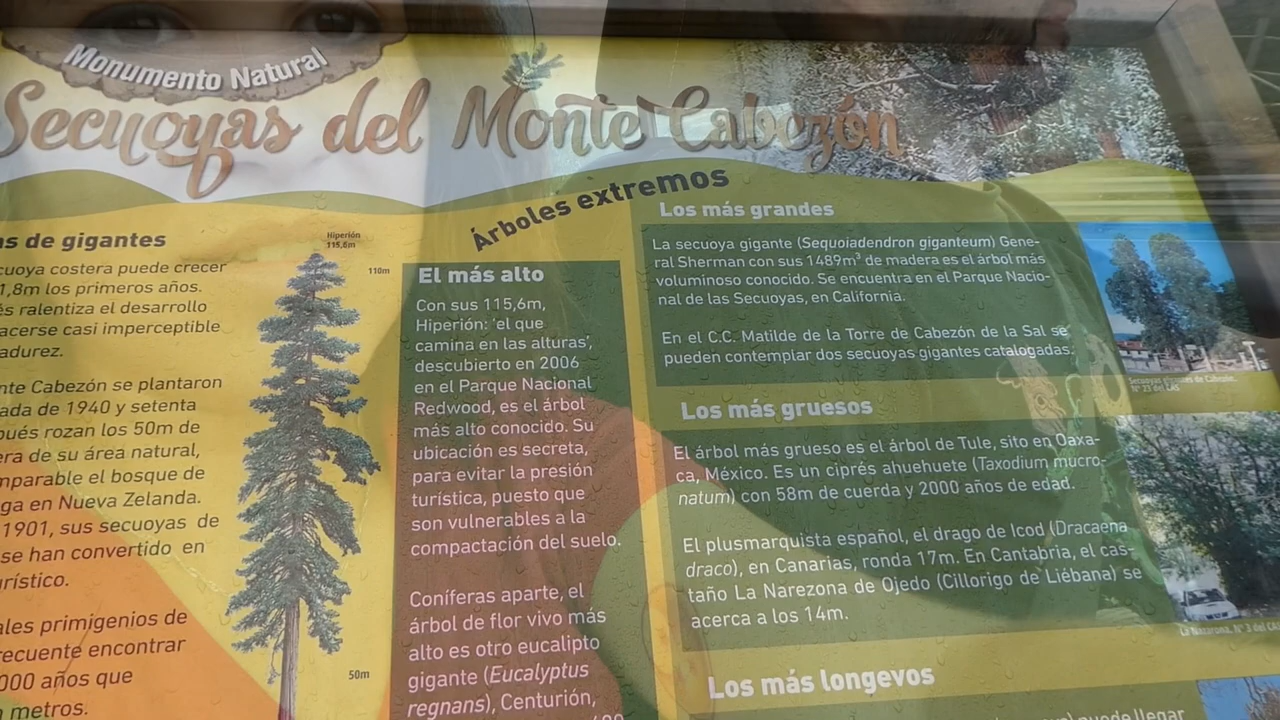 Monumento Natural
Secuoyas del Monte Cabezón
Árboles extremos
as de gigantes
cuoya costera puede crecer
1,8m los primeros años.
és ralentiza el desarrollo
acerse casi imperceptible
adurez.
nte Cabezón se plantaron
ada de 1940 y setenta
pués rozan los 50m de
era de su área natural,
mparable el bosque de
ga en Nueva Zelanda.
1901, sus secuoyas de
se han convertido en
urístico.
ales primigenios de
recuente encontrar
000 años que
metros.
Hiperión
115,6m
110m
50m
El más alto
Con sus 115,6m,
Hiperión: 'el que
camina en las alturas',
descubierto en 2006
en el Parque Nacional
Redwood, es el árbol
más alto conocido. Su
ubicación es secreta,
para evitar la presión
turística, puesto que
son vulnerables a la
compactación del suelo.
Coníferas aparte, el
árbol de flor vivo más
alto es otro eucalipto
gigante (Eucalyptus
regnans), Centurión,
Los más grandes
La secuoya gigante (Sequoiadendron giganteum) Gene-
ral Sherman con sus 1489m³ de madera es el árbol más
voluminoso conocido. Se encuentra en el Parque Nacio-
nal de las Secuoyas, en California.
En el C.C. Matilde de la Torre de Cabezón de la Sal se
pueden contemplar dos secuoyas gigantes catalogadas.
Nº 23 del CAS
Los más gruesos
El árbol más grueso es el árbol de Tule, sito en Oaxa-
ca, México. Es un ciprés ahuehuete (Taxodium mucro-
natum) con 58m de cuerda y 2000 años de edad.
El plusmarquista español, el drago de Icod (Dracaena
draco), en Canarias, ronda 17m. En Cantabria, el cas-
taño La Narezona de Ojedo (Cillorigo de Liébana) se
acerca a los 14m.
Nº 3 del CAS
Los más longevos
puede llegar